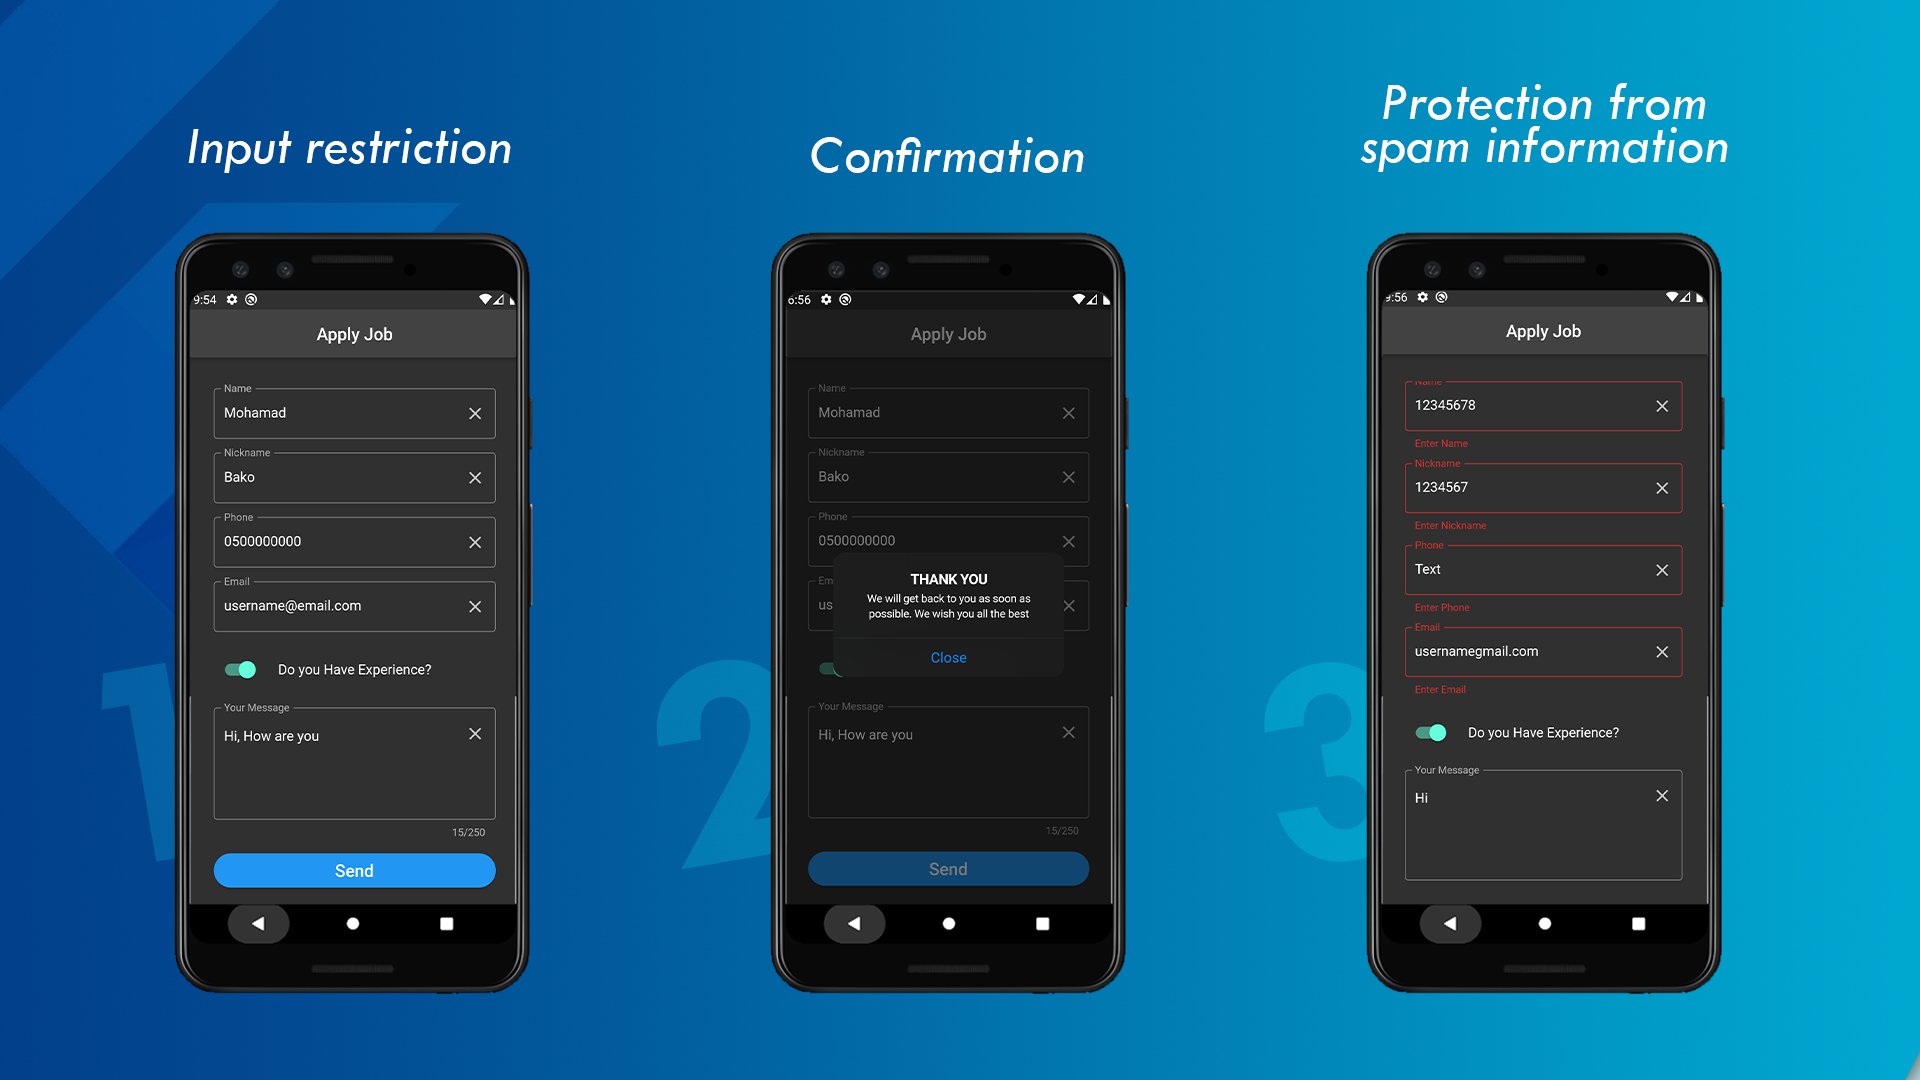 Input restriction
9:54
Apply Job
Name
Mohamad
Nickname
Bako
Phone
0500000000
Email
username@email.com
Do you Have Experience?
Your Message
Hi, How are you
15/250
Send
1
Confirmation
6:56
Apply Job
Name
Mohamad
Nickname
Bako
Phone
0500000000
Em
us
THANK YOU
We will get back to you as soon as
possible. We wish you all the best
Close
Your Message
Hi, How are you
15/250
Send
2
Protection from
spam information
9:56
Apply Job
Name
12345678
Enter Name
Nickname
1234567
Enter Nickname
Phone
Text
Enter Phone
Email
usernamegmail.com
Enter Email
Do you Have Experience?
Your Message
Hi
3